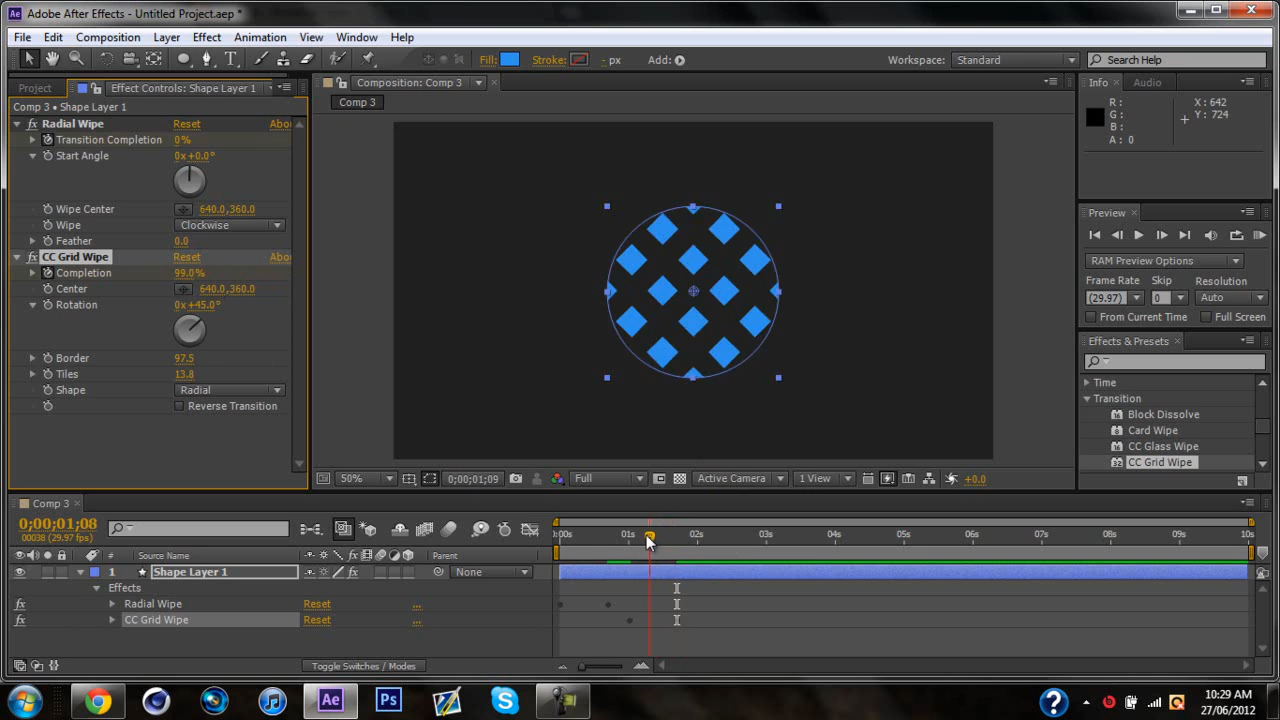 Adobe After Effects - Untitled Project.aep *
File Edit Composition Layer Effect Animation View Window Help
Fill: Stroke: - px Add: Workspace: Standard Search Help
Project Effect Controls: Shape Layer 1
Comp 3 • Shape Layer 1
Radial Wipe Reset Abo
Transition Completion 0%
Start Angle 0x+0.0°
Wipe Center 640.0,360.0
Wipe Clockwise
Feather 0.0
CC Grid Wipe Reset Abo
Completion 99.0%
Center 640.0,360.0
Rotation 0x+45.0°
Border 97.5
Tiles 13.8
Shape Radial
Reverse Transition
Composition: Comp 3
Comp 3
50% 0;00;01;09 Full Active Camera 1 View +0.0
Info Audio
R: X: 642
G: Y: 724
B:
A: 0
Preview
RAM Preview Options
Frame Rate Skip Resolution
(29.97) 0 Auto
From Current Time Full Screen
Effects & Presets
Time
Transition
Block Dissolve
Card Wipe
CC Glass Wipe
CC Grid Wipe
Comp 3
0;00;01;08
00038 (29.97 fps)
:00s 01s 02s 03s 04s 05s 06s 07s 08s 09s 10s
# Source Name Parent
1 Shape Layer 1 None
Effects
Radial Wipe Reset ...
CC Grid Wipe Reset ...
Toggle Switches / Modes
Ae Ps
10:29 AM
27/06/2012